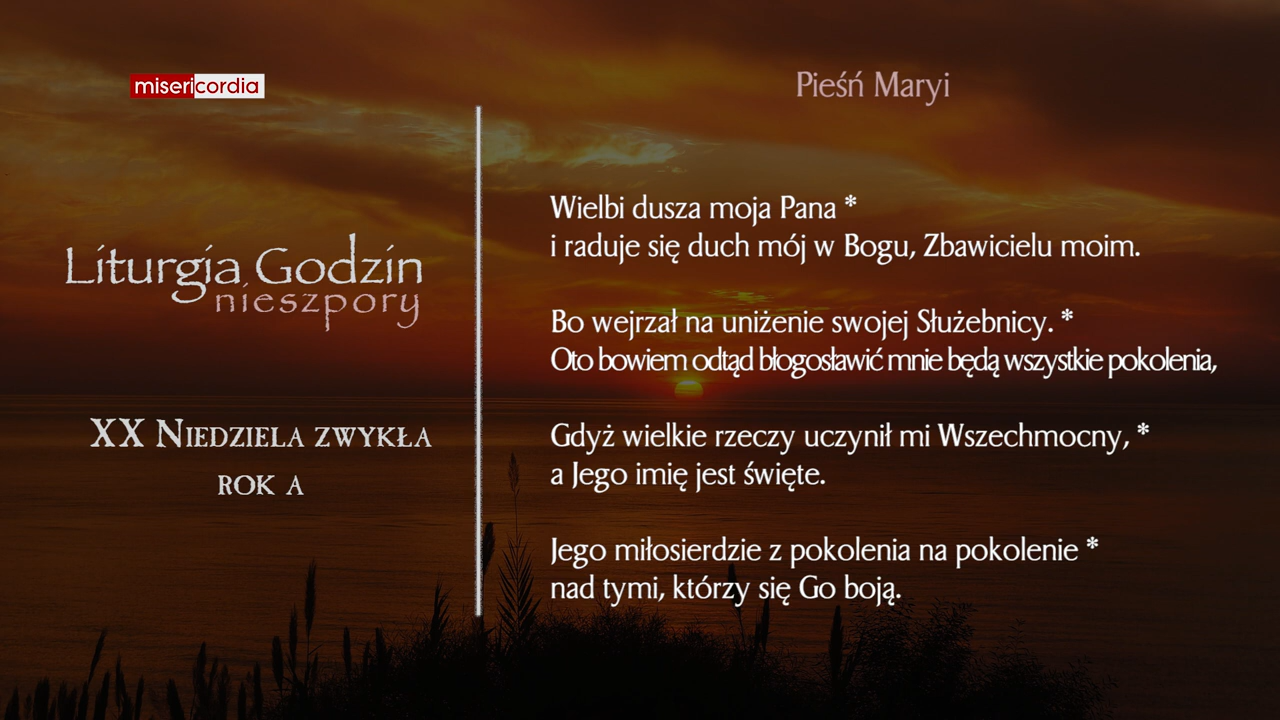 misericordia
Liturgia Godzin
nieszpory
XX Niedziela zwykła
rok A
Pieśń Maryi
Wielbi dusza moja Pana *
i raduje się duch mój w Bogu, Zbawicielu moim.
Bo wejrzał na uniżenie swojej Służebnicy. *
Oto bowiem odtąd błogosławić mnie będą wszystkie pokolenia,
Gdyż wielkie rzeczy uczynił mi Wszechmocny, *
a Jego imię jest święte.
Jego miłosierdzie z pokolenia na pokolenie *
nad tymi, którzy się Go boją.